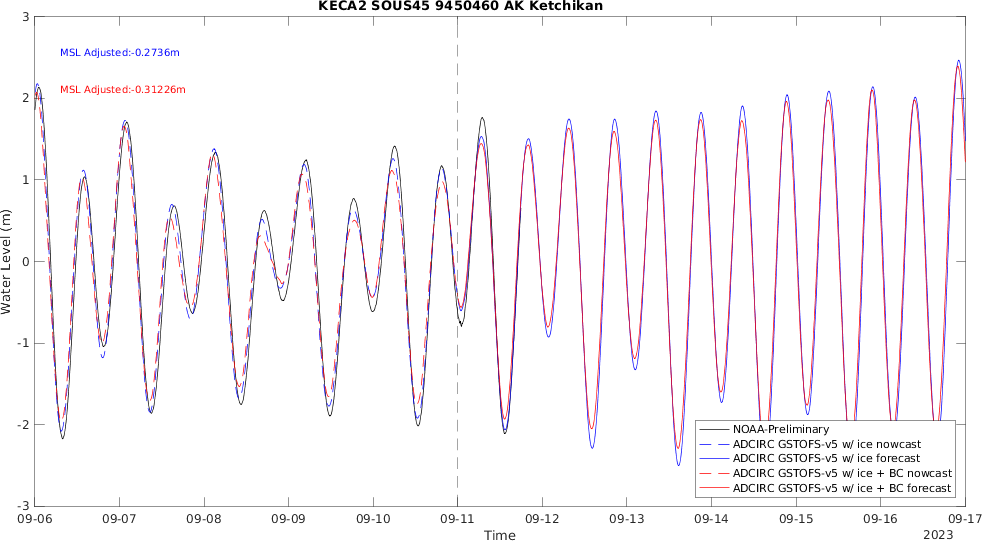 KECA2 SOUS45 9450460 AK Ketchikan
MSL Adjusted:-0.2736m
MSL Adjusted:-0.31226m
3
2
1
0
-1
-2
-3
Water Level (m)
NOAA-Preliminary
ADCIRC GSTOFS-v5 w/ ice nowcast
ADCIRC GSTOFS-v5 w/ ice forecast
ADCIRC GSTOFS-v5 w/ ice + BC nowcast
ADCIRC GSTOFS-v5 w/ ice + BC forecast
09-06 09-07 09-08 09-09 09-10 09-11 09-12 09-13 09-14 09-15 09-16 09-17
Time
2023